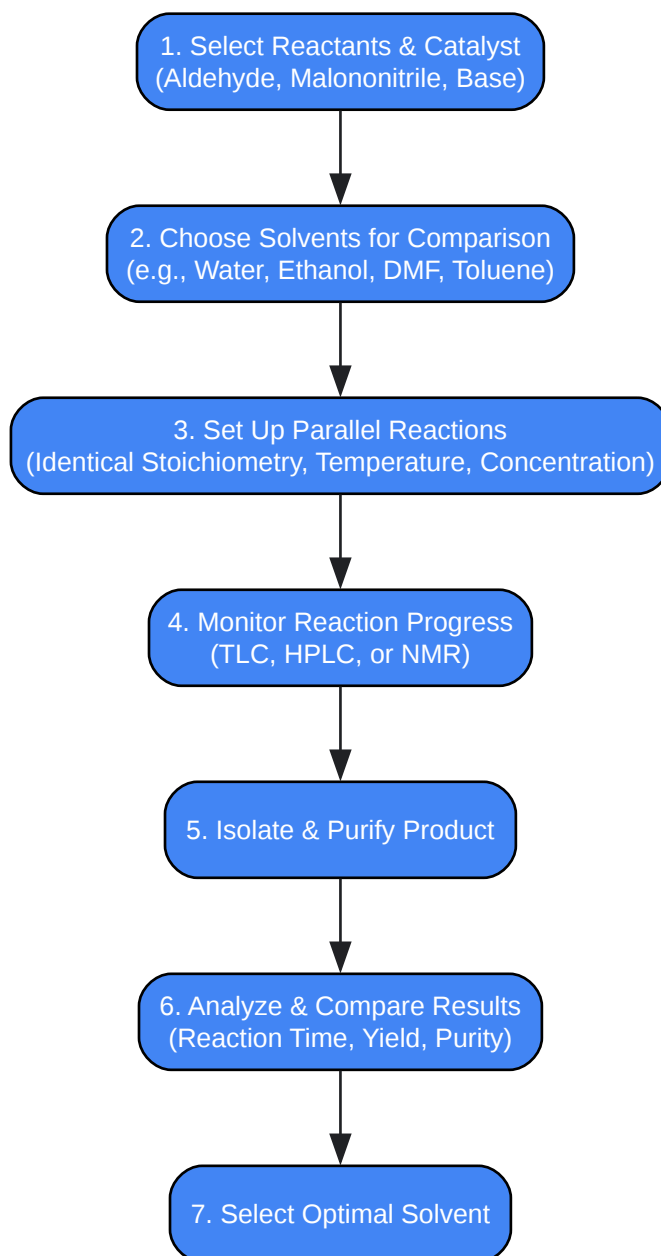 1. Select Reactants & Catalyst
(Aldehyde, Malononitrile, Base)
2. Choose Solvents for Comparison
(e.g., Water, Ethanol, DMF, Toluene)
3. Set Up Parallel Reactions
(Identical Stoichiometry, Temperature, Concentration)
4. Monitor Reaction Progress
(TLC, HPLC, or NMR)
5. Isolate & Purify Product
6. Analyze & Compare Results
(Reaction Time, Yield, Purity)
7. Select Optimal Solvent